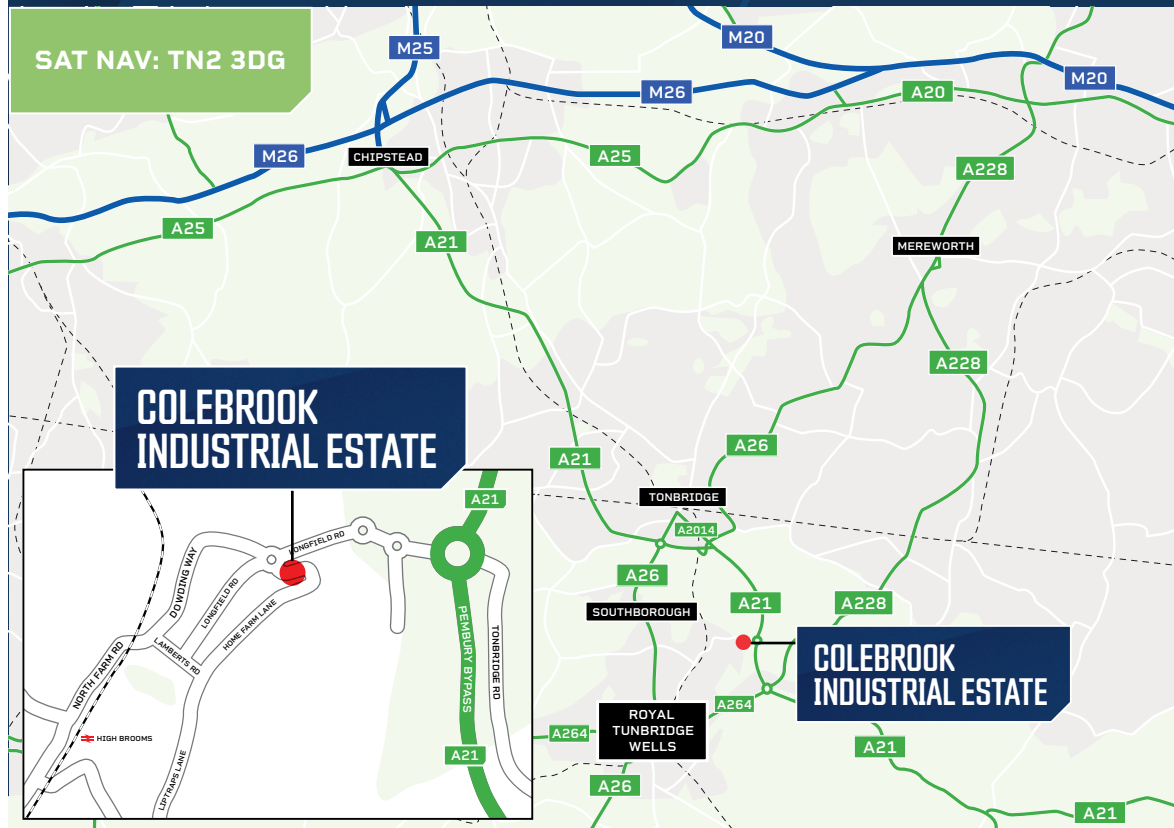 SAT NAV: TN2 3DG
M25
M20
M26
A20
M20
M26
CHIPSTEAD
A25
A228
A25
A21
MEREWORTH
A228
COLEBROOK
INDUSTRIAL ESTATE
A26
A21
TONBRIDGE
A2014
A26
SOUTHBOROUGH
A21
A228
COLEBROOK
INDUSTRIAL ESTATE
A264
ROYAL
TUNBRIDGE
WELLS
A264
A21
A26
A21
A21
LONGFIELD RD
DOWDING WAY
LONGFIELD RD
HOME FARM LANE
LAMBERTS RD
NORTH FARM RD
PEMBURY BYPASS
TONBRIDGE RD
HIGH BROOMS
LIPTRAPS LANE
A21